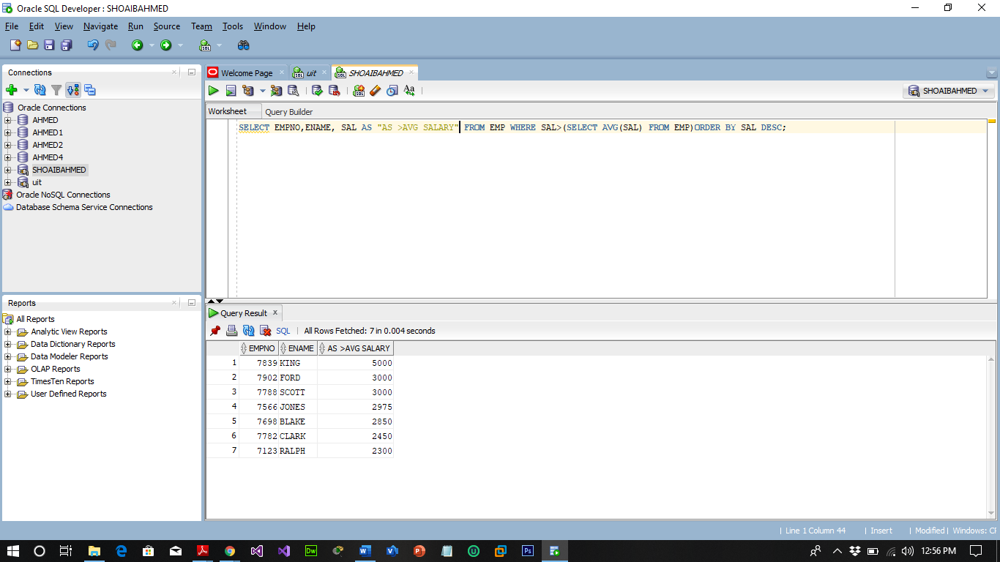 Oracle SQL Developer : SHOAIBAHMED
File Edit View Navigate Run Source Team Tools Window Help
Connections
Oracle Connections
AHMED
AHMED1
AHMED2
AHMED4
SHOAIBAHMED
uit
Oracle NoSQL Connections
Database Schema Service Connections
Reports
All Reports
Analytic View Reports
Data Dictionary Reports
Data Modeler Reports
OLAP Reports
TimesTen Reports
User Defined Reports
Welcome Page uit SHOAIBAHMED
SHOAIBAHMED
Worksheet Query Builder
SELECT EMPNO,ENAME, SAL AS "AS >AVG SALARY" FROM EMP WHERE SAL>(SELECT AVG(SAL) FROM EMP)ORDER BY SAL DESC;
Query Result
SQL | All Rows Fetched: 7 in 0.004 seconds
EMPNO ENAME AS >AVG SALARY
1 7839 KING 5000
2 7902 FORD 3000
3 7788 SCOTT 3000
4 7566 JONES 2975
5 7698 BLAKE 2850
6 7782 CLARK 2450
7 7123 RALPH 2300
| Line 1 Column 44 | Insert | Modified | Windows: CF
12:56 PM